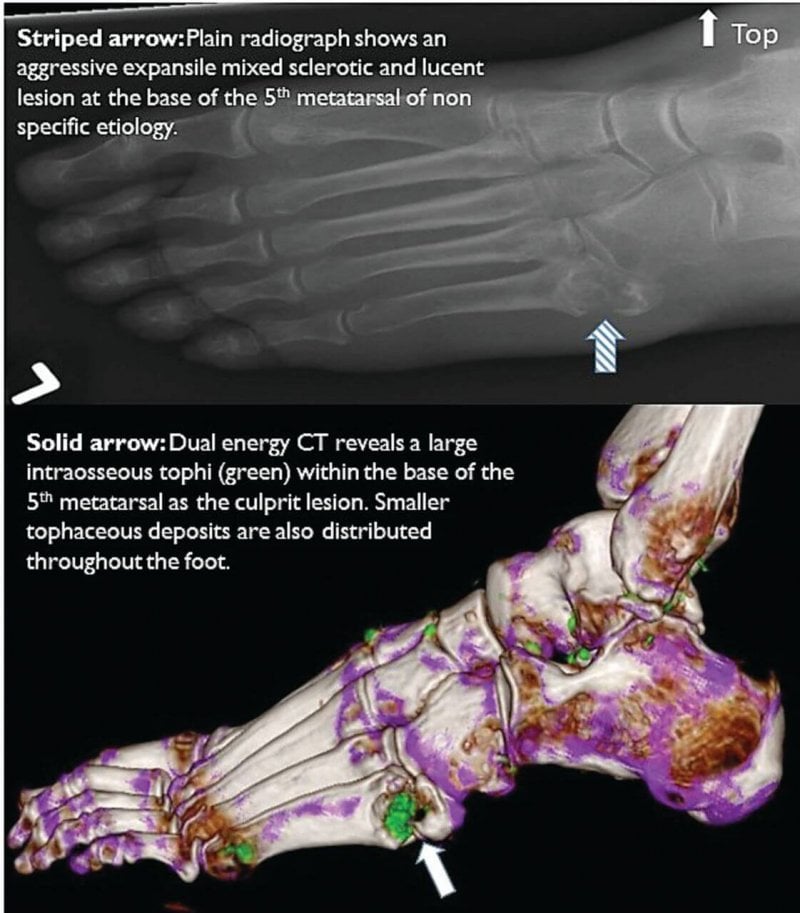 Striped arrow: Plain radiograph shows an
aggressive expansile mixed sclerotic and lucent
lesion at the base of the 5th metatarsal of non
specific etiology.
Top
Solid arrow: Dual energy CT reveals a large
intraosseous tophi (green) within the base of the
5th metatarsal as the culprit lesion. Smaller
tophaceous deposits are also distributed
throughout the foot.